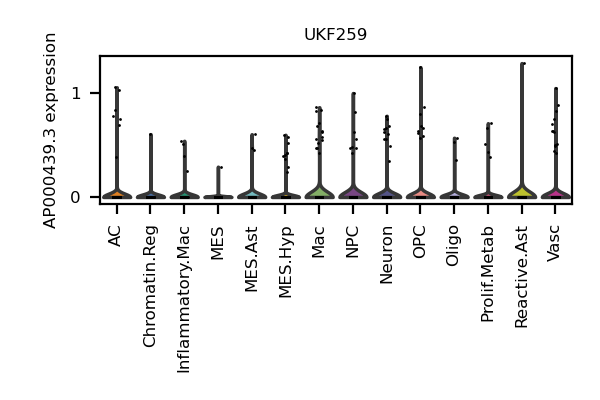 UKF259
AP000439.3 expression
1
0
AC
Chromatin.Reg
Inflammatory.Mac
MES
MES.Ast
MES.Hyp
Mac
NPC
Neuron
OPC
Oligo
Prolif.Metab
Reactive.Ast
Vasc